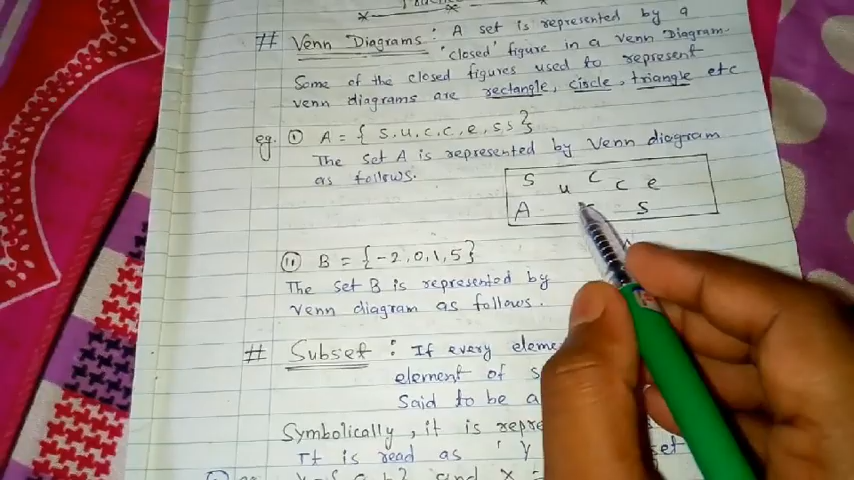 # Venn Diagrams : A set is represented by a
'closed' figure in a Venn Diagram.
Some of the closed figures used to represent
venn diagrams are rectangle, circle, triangle etc
eg. (i) A = { s, u, c, c, e, s, s }
The set A is represented by Venn diagram
as follows.
S u C C e
A S
(ii) B = {-2, 0, 1, 5}
The set B is represented by
venn diagram as follows.
# Subset : If every
element of
Said to be a
Symbolically, it is
It is read as ' Y set
and X =